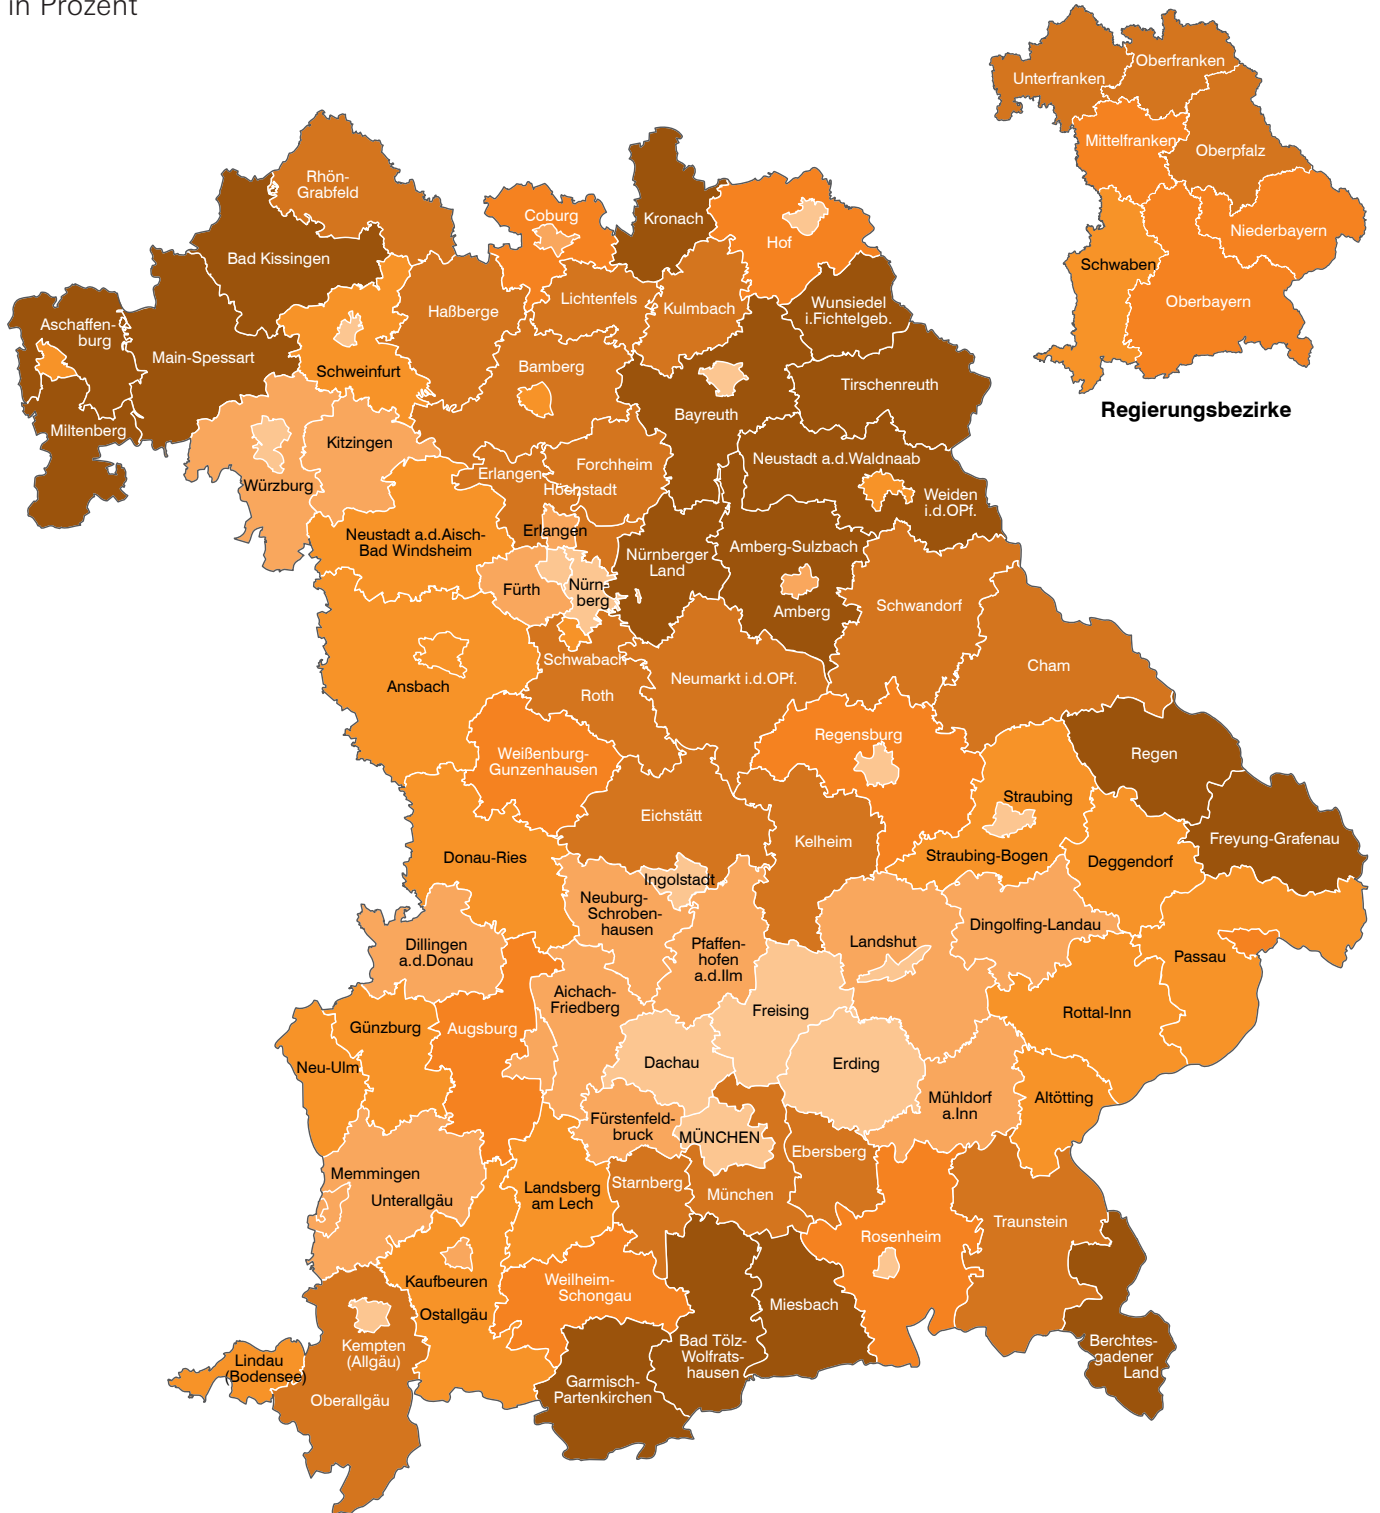 in Prozent
Unterfranken
Oberfranken
Mittelfranken
Oberpfalz
Niederbayern
Schwaben
Oberbayern
Regierungsbezirke
Rhön-
Grabfeld
Coburg
Kronach
Hof
Bad Kissingen
Lichtenfels
Haßberge
Kulmbach
Wunsiedel
i.Fichtelgeb.
Aschaffen-
burg
Main-Spessart
Schweinfurt
Bamberg
Tirschenreuth
Bayreuth
Miltenberg
Kitzingen
Würzburg
Forchheim
Erlangen-
Höchstadt
Neustadt a.d.Waldnaab
Weiden
i.d.OPf.
Erlangen
Neustadt a.d.Aisch-
Bad Windsheim
Nürnberger
Land
Amberg-Sulzbach
Amberg
Fürth
Nürn-
berg
Schwandorf
Schwabach
Roth
Ansbach
Neumarkt i.d.OPf.
Cham
Regensburg
Weißenburg-
Gunzenhausen
Regen
Straubing
Eichstätt
Kelheim
Freyung-Grafenau
Donau-Ries
Straubing-Bogen
Deggendorf
Ingolstadt
Neuburg-
Schroben-
hausen
Dingolfing-Landau
Landshut
Pfaffen-
hofen
a.d.Ilm
Dillingen
a.d.Donau
Passau
Aichach-
Friedberg
Freising
Rottal-Inn
Günzburg
Augsburg
Neu-Ulm
Dachau
Erding
Mühldorf
a.Inn
Altötting
Fürstenfeld-
bruck
MÜNCHEN
Ebersberg
Memmingen
Unterallgäu
Landsberg
am Lech
Starnberg
München
Traunstein
Rosenheim
Kaufbeuren
Ostallgäu
Weilheim-
Schongau
Miesbach
Kempten
(Allgäu)
Bad Tölz-
Wolfrats-
hausen
Berchtes-
gadener
Land
Lindau
(Bodensee)
Oberallgäu
Garmisch-
Partenkirchen